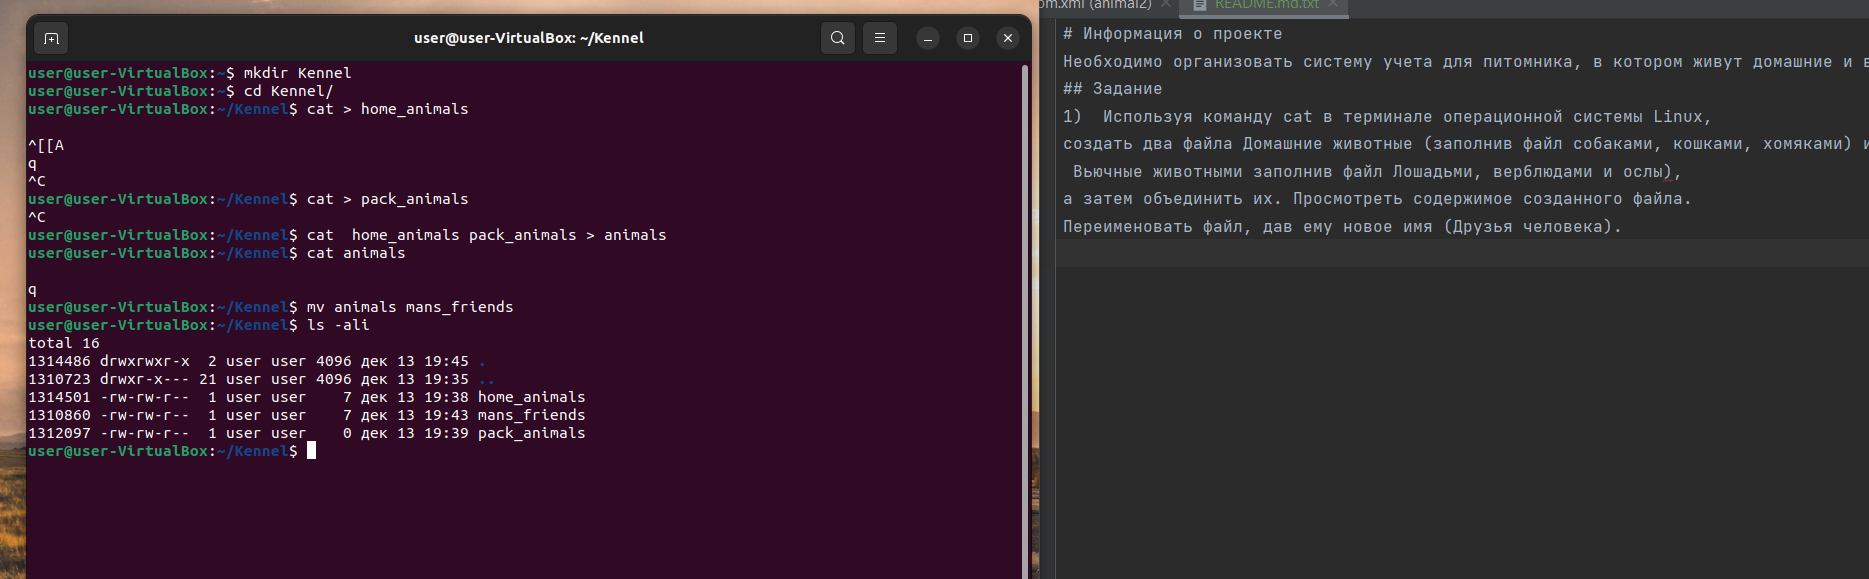 user@user-VirtualBox: ~/Kennel
user@user-VirtualBox:~$ mkdir Kennel
user@user-VirtualBox:~$ cd Kennel/
user@user-VirtualBox:~/Kennel$ cat > home_animals
^[[A
q
^C
user@user-VirtualBox:~/Kennel$ cat > pack_animals
^C
user@user-VirtualBox:~/Kennel$ cat  home_animals pack_animals > animals
user@user-VirtualBox:~/Kennel$ cat animals
q
user@user-VirtualBox:~/Kennel$ mv animals mans_friends
user@user-VirtualBox:~/Kennel$ ls -ali
total 16
1314486 drwxrwxr-x  2 user user 4096 дек 13 19:45 .
1310723 drwxr-x--- 21 user user 4096 дек 13 19:35 ..
1314501 -rw-rw-r--  1 user user    7 дек 13 19:38 home_animals
1310860 -rw-rw-r--  1 user user    7 дек 13 19:43 mans_friends
1312097 -rw-rw-r--  1 user user    0 дек 13 19:39 pack_animals
user@user-VirtualBox:~/Kennel$
om.xml (animal2)
README.md.txt
# Информация о проекте
Необходимо организовать систему учета для питомника, в котором живут домашние и
## Задание
1)  Используя команду cat в терминале операционной системы Linux,
создать два файла Домашние животные (заполнив файл собаками, кошками, хомяками) и
Вьючные животными заполнив файл Лошадьми, верблюдами и ослы),
а затем объединить их. Просмотреть содержимое созданного файла.
Переименовать файл, дав ему новое имя (Друзья человека).